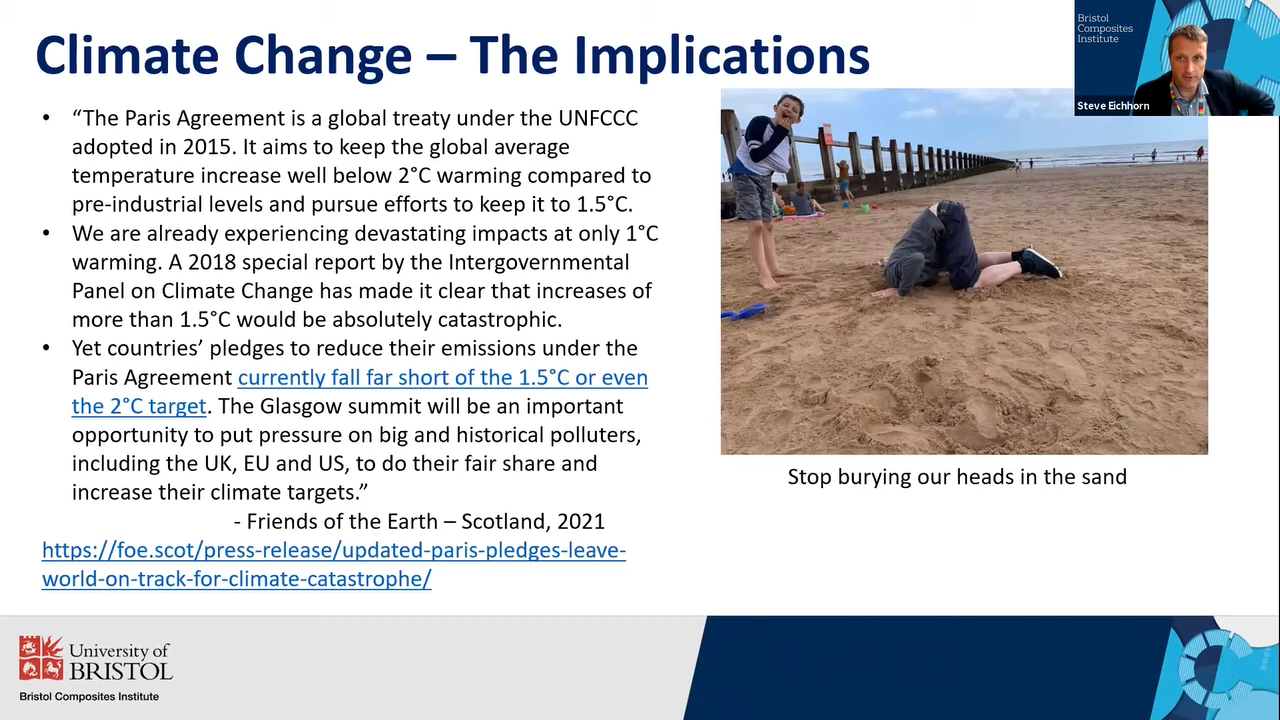 Climate Change – The Implications
Bristol
Composites
Institute
Steve Eichhorn
• “The Paris Agreement is a global treaty under the UNFCCC
adopted in 2015. It aims to keep the global average
temperature increase well below 2°C warming compared to
pre-industrial levels and pursue efforts to keep it to 1.5°C.
• We are already experiencing devastating impacts at only 1°C
warming. A 2018 special report by the Intergovernmental
Panel on Climate Change has made it clear that increases of
more than 1.5°C would be absolutely catastrophic.
• Yet countries’ pledges to reduce their emissions under the
Paris Agreement currently fall far short of the 1.5°C or even
the 2°C target. The Glasgow summit will be an important
opportunity to put pressure on big and historical polluters,
including the UK, EU and US, to do their fair share and
increase their climate targets.”
- Friends of the Earth – Scotland, 2021
https://foe.scot/press-release/updated-paris-pledges-leave-
world-on-track-for-climate-catastrophe/
Stop burying our heads in the sand
University of
BRISTOL
Bristol Composites Institute